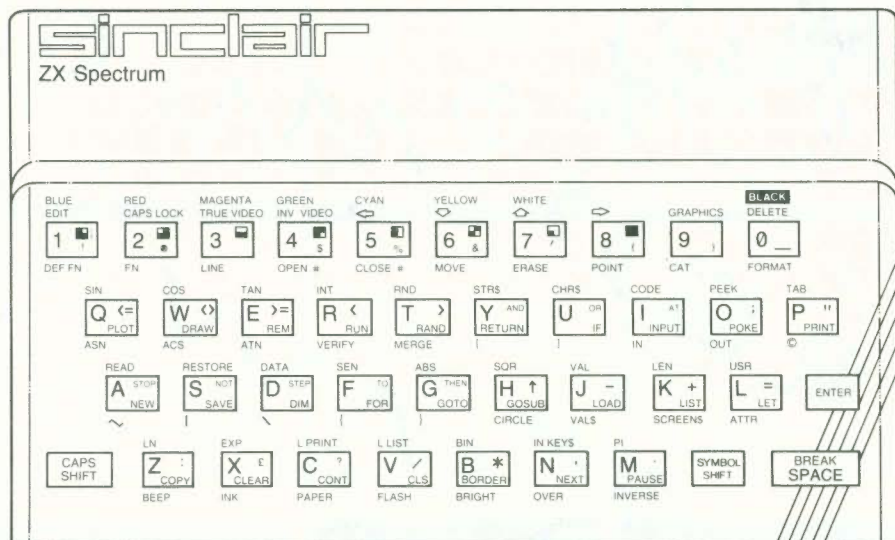 sinclair
ZX Spectrum
BLUE RED MAGENTA GREEN CYAN YELLOW WHITE BLACK
EDIT CAPS LOCK TRUE VIDEO INV VIDEO ⇦ ⇩ ⇧ ⇨ GRAPHICS DELETE
1 ! 2 @ 3 4 $ 5 % 6 & 7 ' 8 ( 9 ) 0 _
DEF FN FN LINE OPEN # CLOSE # MOVE ERASE POINT CAT FORMAT
SIN COS TAN INT RND STR$ CHR$ CODE PEEK TAB
Q <= W <> E >= R < T > Y AND U OR I AT O ; P "
PLOT DRAW REM RUN RAND RETURN IF INPUT POKE PRINT
ASN ACS ATN VERIFY MERGE [ ] IN OUT ©
READ RESTORE DATA SEN ABS SQR VAL LEN USR
A STOP S NOT D STEP F TO G THEN H ↑ J – K + L = ENTER
NEW SAVE DIM FOR GOTO GOSUB LOAD LIST LET
~ | \ { } CIRCLE VAL$ SCREEN$ ATTR
LN EXP L PRINT L LIST BIN IN KEY$ PI
CAPS Z : X £ C ? V / B * N , M . SYMBOL BREAK
SHIFT COPY CLEAR CONT CLS BORDER NEXT PAUSE SHIFT SPACE
BEEP INK PAPER FLASH BRIGHT OVER INVERSE